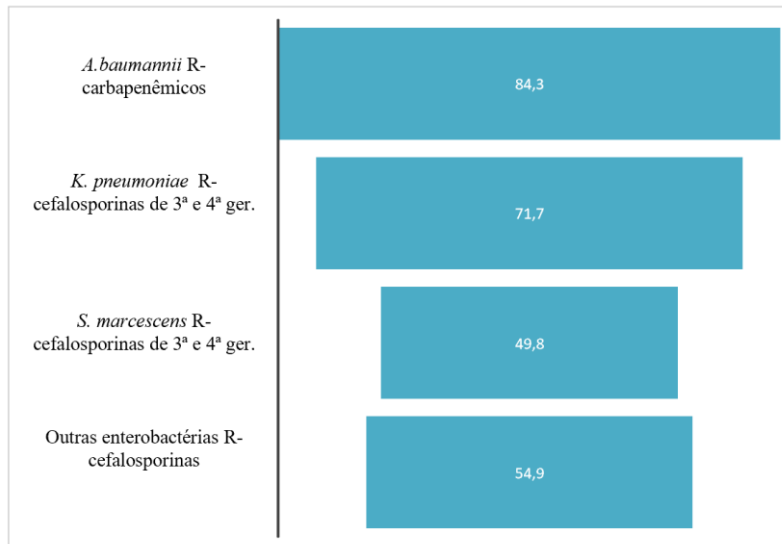 A.baumannii R-
carbapenêmicos
84,3
K. pneumoniae R-
cefalosporinas de 3ª e 4ª ger.
71,7
S. marcescens R-
cefalosporinas de 3ª e 4ª ger.
49,8
Outras enterobactérias R-
cefalosporinas
54,9